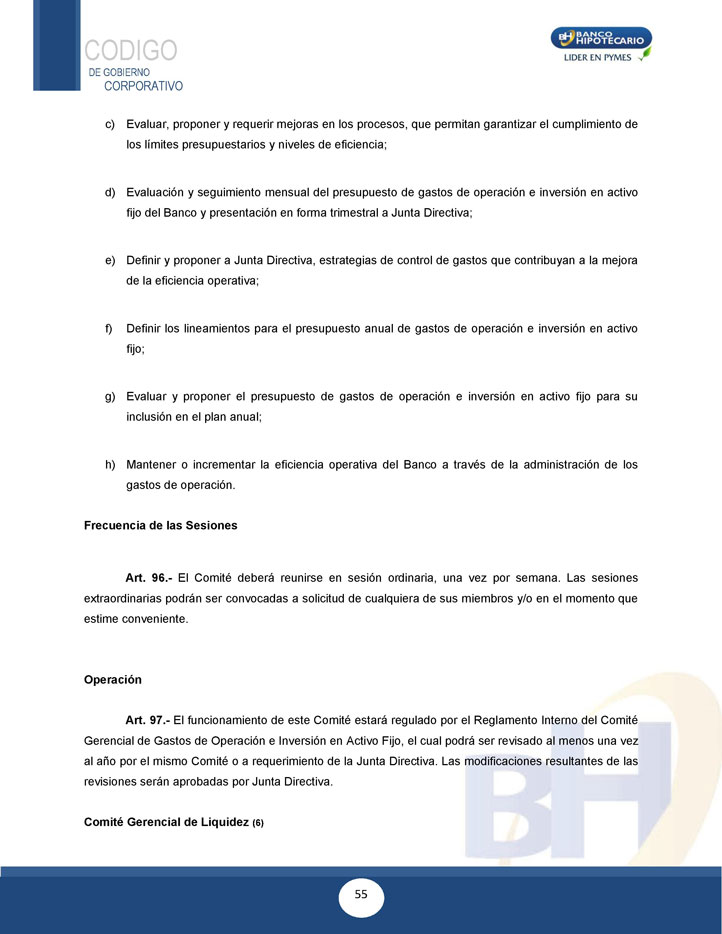 CODIGO
DE GOBIERNO
CORPORATIVO
BH BANCO
HIPOTECARIO
LIDER EN PYMES
c) Evaluar, proponer y requerir mejoras en los procesos, que permitan garantizar el cumplimiento de
los límites presupuestarios y niveles de eficiencia;
d) Evaluación y seguimiento mensual del presupuesto de gastos de operación e inversión en activo
fijo del Banco y presentación en forma trimestral a Junta Directiva;
e) Definir y proponer a Junta Directiva, estrategias de control de gastos que contribuyan a la mejora
de la eficiencia operativa;
f) Definir los lineamientos para el presupuesto anual de gastos de operación e inversión en activo
fijo;
g) Evaluar y proponer el presupuesto de gastos de operación e inversión en activo fijo para su
inclusión en el plan anual;
h) Mantener o incrementar la eficiencia operativa del Banco a través de la administración de los
gastos de operación.
Frecuencia de las Sesiones
Art. 96.- El Comité deberá reunirse en sesión ordinaria, una vez por semana. Las sesiones
extraordinarias podrán ser convocadas a solicitud de cualquiera de sus miembros y/o en el momento que
estime conveniente.
Operación
Art. 97.- El funcionamiento de este Comité estará regulado por el Reglamento Interno del Comité
Gerencial de Gastos de Operación e Inversión en Activo Fijo, el cual podrá ser revisado al menos una vez
al año por el mismo Comité o a requerimiento de la Junta Directiva. Las modificaciones resultantes de las
revisiones serán aprobadas por Junta Directiva.
Comité Gerencial de Liquidez (6)
BH
55